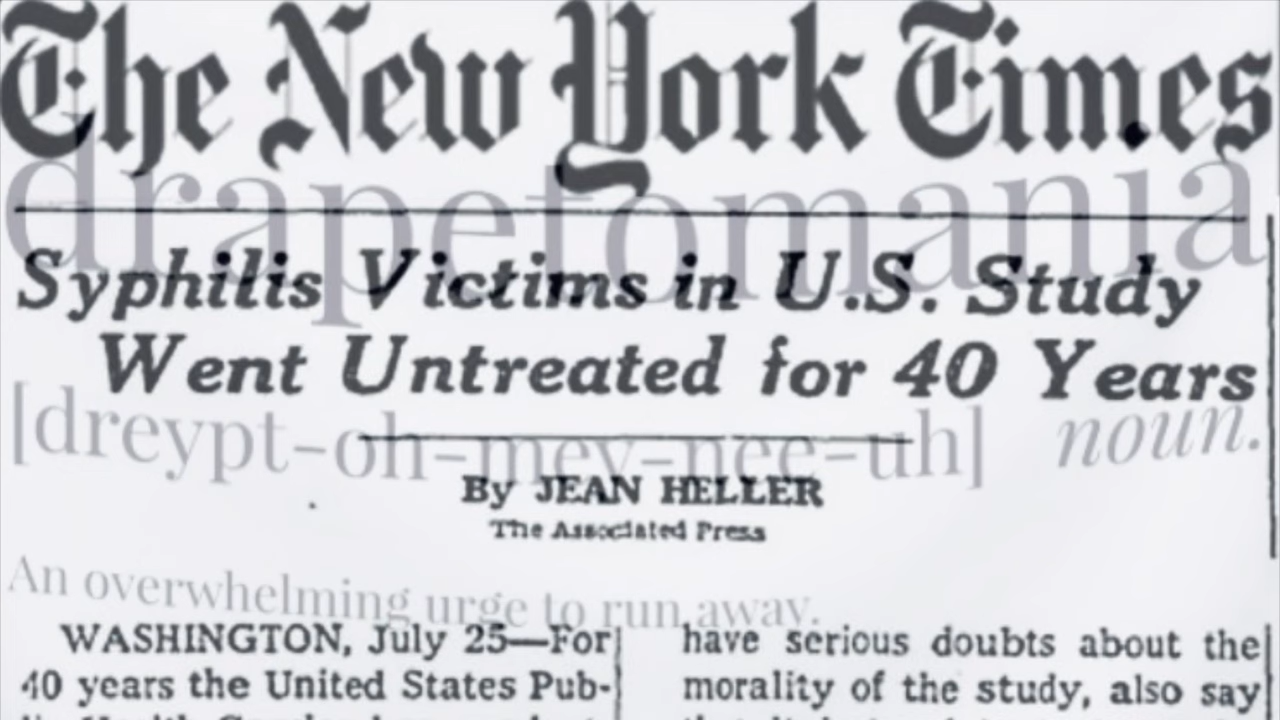 The New York Times
drapetomania
Syphilis Victims in U.S. Study
Went Untreated for 40 Years
[dreypt-oh-mey-nee-uh] noun.
By JEAN HELLER
The Associated Press
An overwhelming urge to run away.
WASHINGTON, July 25—For
40 years the United States Pub-
have serious doubts about the
morality of the study, also say